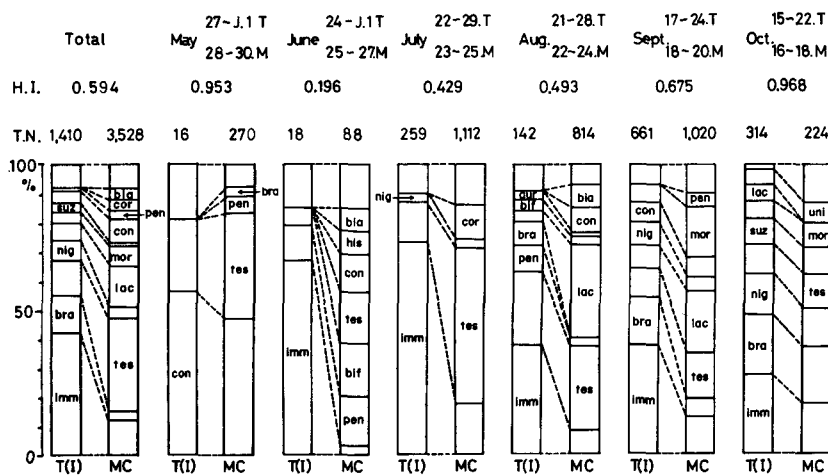 27~J.1 T 24-J.1 T 22-29.T 21-28.T 17-24.T 15-22.T
Total May June July Aug. Sept. Oct.
28-30.M 25-27.M 23~25.M 22~24.M 18~20.M 16~18.M
H.I. 0.594 0.953 0.196 0.429 0.493 0.675 0.968
T.N. 1,410 3,528 16 270 18 88 259 1,112 142 814 661 1,020 314 224
100
%
50
0
suz
nig
bra
imm
bia
cor
pen
con
mor
lac
tes
con
bra
pen
tes
imm
bia
his
con
tes
bif
pen
nig
imm
cor
tes
aur
bif
bra
pen
imm
bia
con
lac
tes
con
nig
bra
imm
pen
mor
lac
tes
lac
suz
nig
bra
imm
uni
mor
tes
T(I) MC T(I) MC T(I) MC T(I) MC T(I) MC T(I) MC T(I) MC